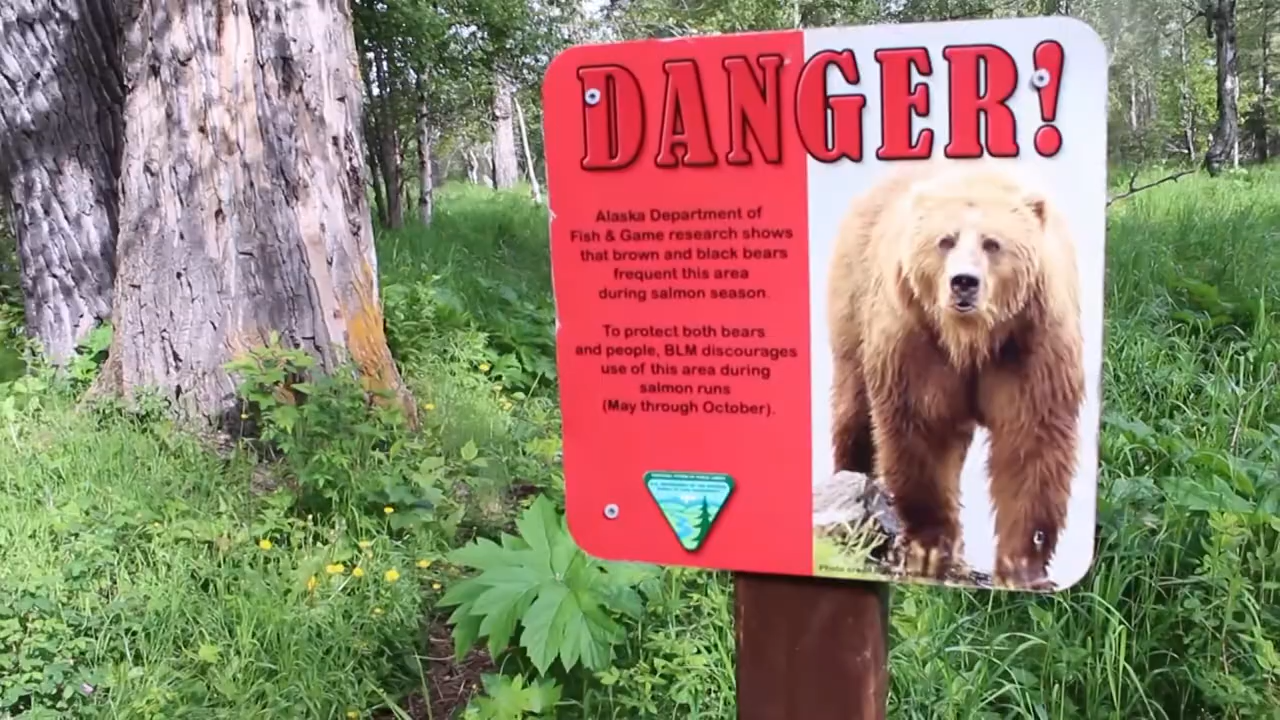 DANGER!
Alaska Department of
Fish & Game research shows
that brown and black bears
frequent this area
during salmon season.
To protect both bears
and people, BLM discourages
use of this area during
salmon runs
(May through October).